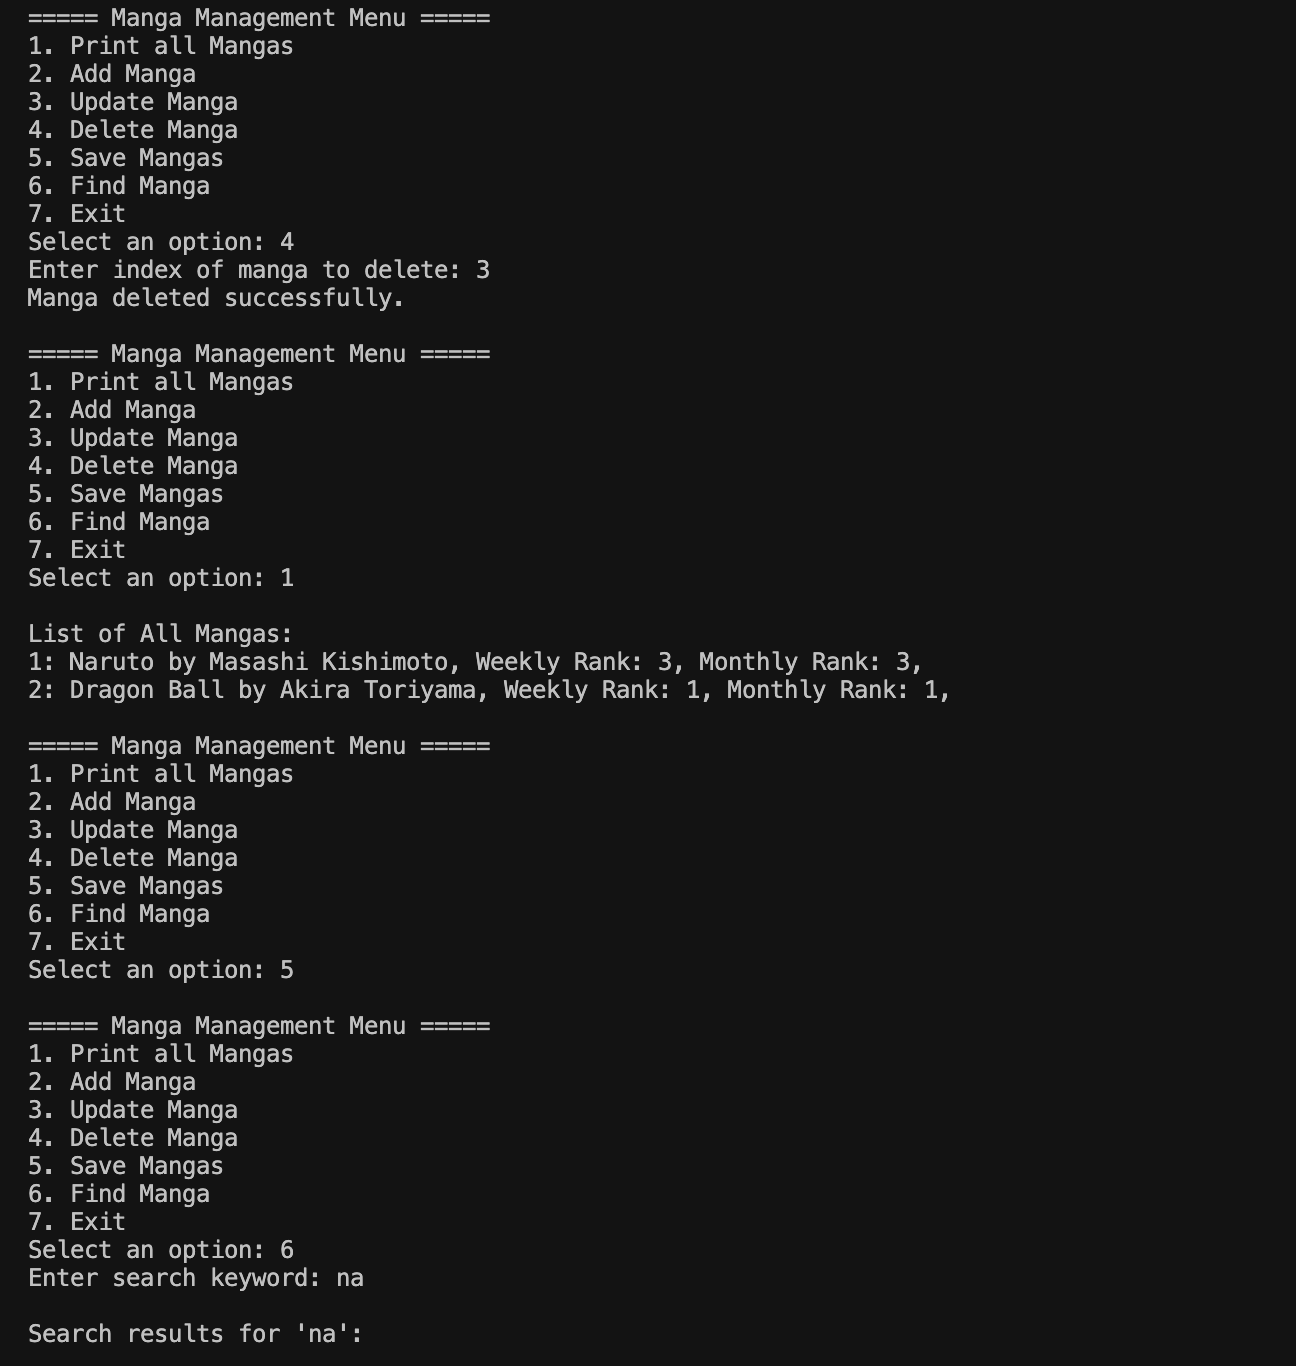 ===== Manga Management Menu =====
1. Print all Mangas
2. Add Manga
3. Update Manga
4. Delete Manga
5. Save Mangas
6. Find Manga
7. Exit
Select an option: 4
Enter index of manga to delete: 3
Manga deleted successfully.
===== Manga Management Menu =====
1. Print all Mangas
2. Add Manga
3. Update Manga
4. Delete Manga
5. Save Mangas
6. Find Manga
7. Exit
Select an option: 1
List of All Mangas:
1: Naruto by Masashi Kishimoto, Weekly Rank: 3, Monthly Rank: 3,
2: Dragon Ball by Akira Toriyama, Weekly Rank: 1, Monthly Rank: 1,
===== Manga Management Menu =====
1. Print all Mangas
2. Add Manga
3. Update Manga
4. Delete Manga
5. Save Mangas
6. Find Manga
7. Exit
Select an option: 5
===== Manga Management Menu =====
1. Print all Mangas
2. Add Manga
3. Update Manga
4. Delete Manga
5. Save Mangas
6. Find Manga
7. Exit
Select an option: 6
Enter search keyword: na
Search results for 'na':